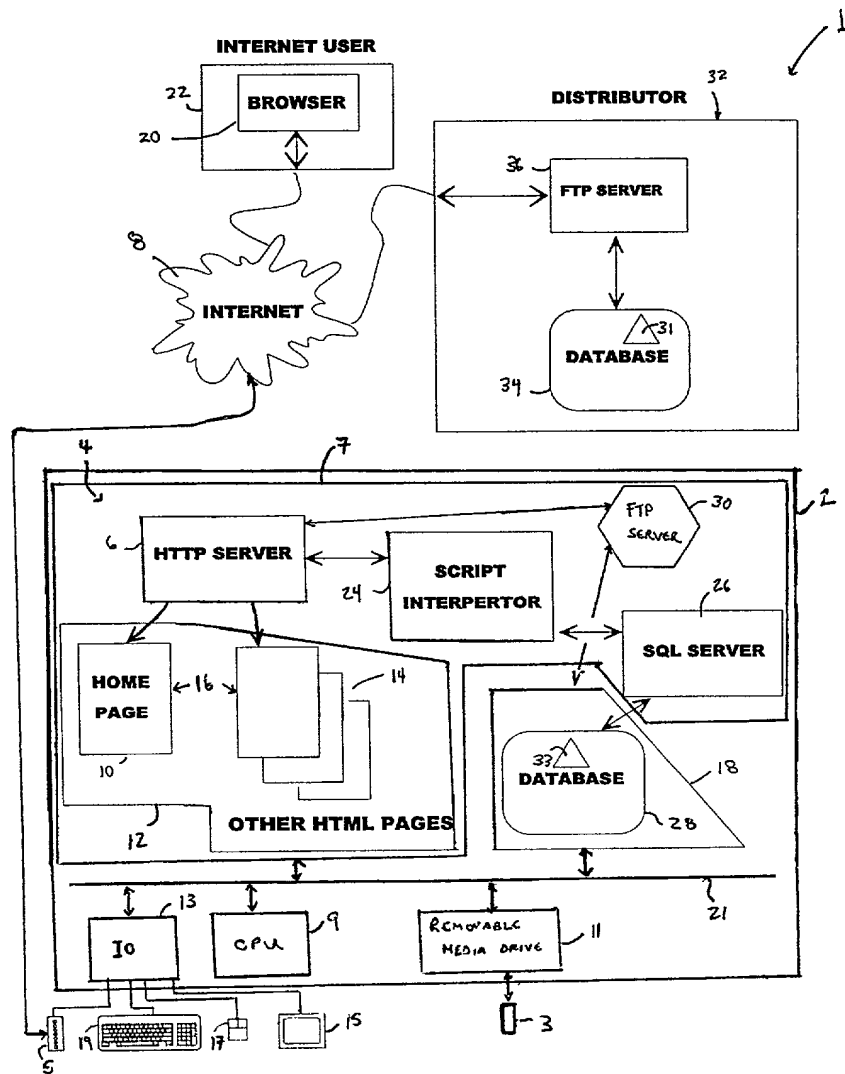 1
INTERNET USER
22
BROWSER
20
DISTRIBUTOR
32
36
FTP SERVER
8
INTERNET
31
DATABASE
34
4
7
2
6
HTTP SERVER
24
SCRIPT
INTERPERTOR
FTP
SERVER
30
26
SQL SERVER
HOME
PAGE
10
16
14
12
OTHER HTML PAGES
33
DATABASE
28
18
21
13
IO
9
CPU
REMOVABLE
MEDIA DRIVE
11
5
19
17
15
3